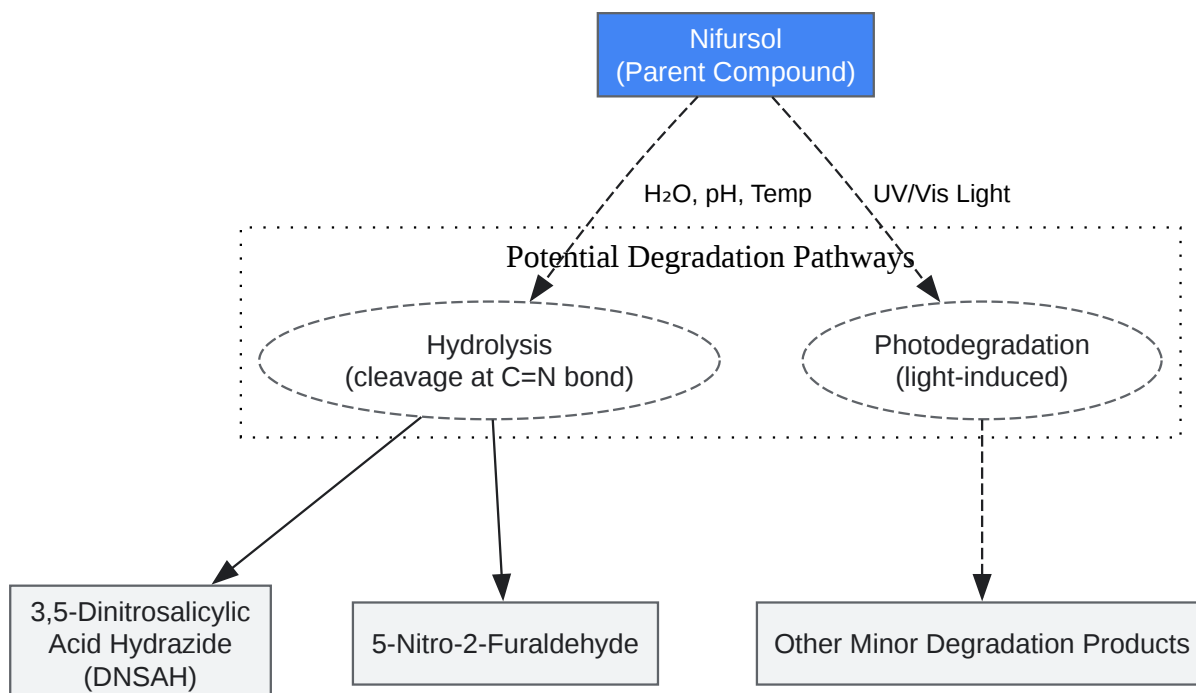 Nifursol
(Parent Compound)
H₂O, pH, Temp
UV/Vis Light
Potential Degradation Pathways
Hydrolysis
(cleavage at C=N bond)
Photodegradation
(light-induced)
3,5-Dinitrosalicylic
Acid Hydrazide
(DNSAH)
5-Nitro-2-Furaldehyde
Other Minor Degradation Products